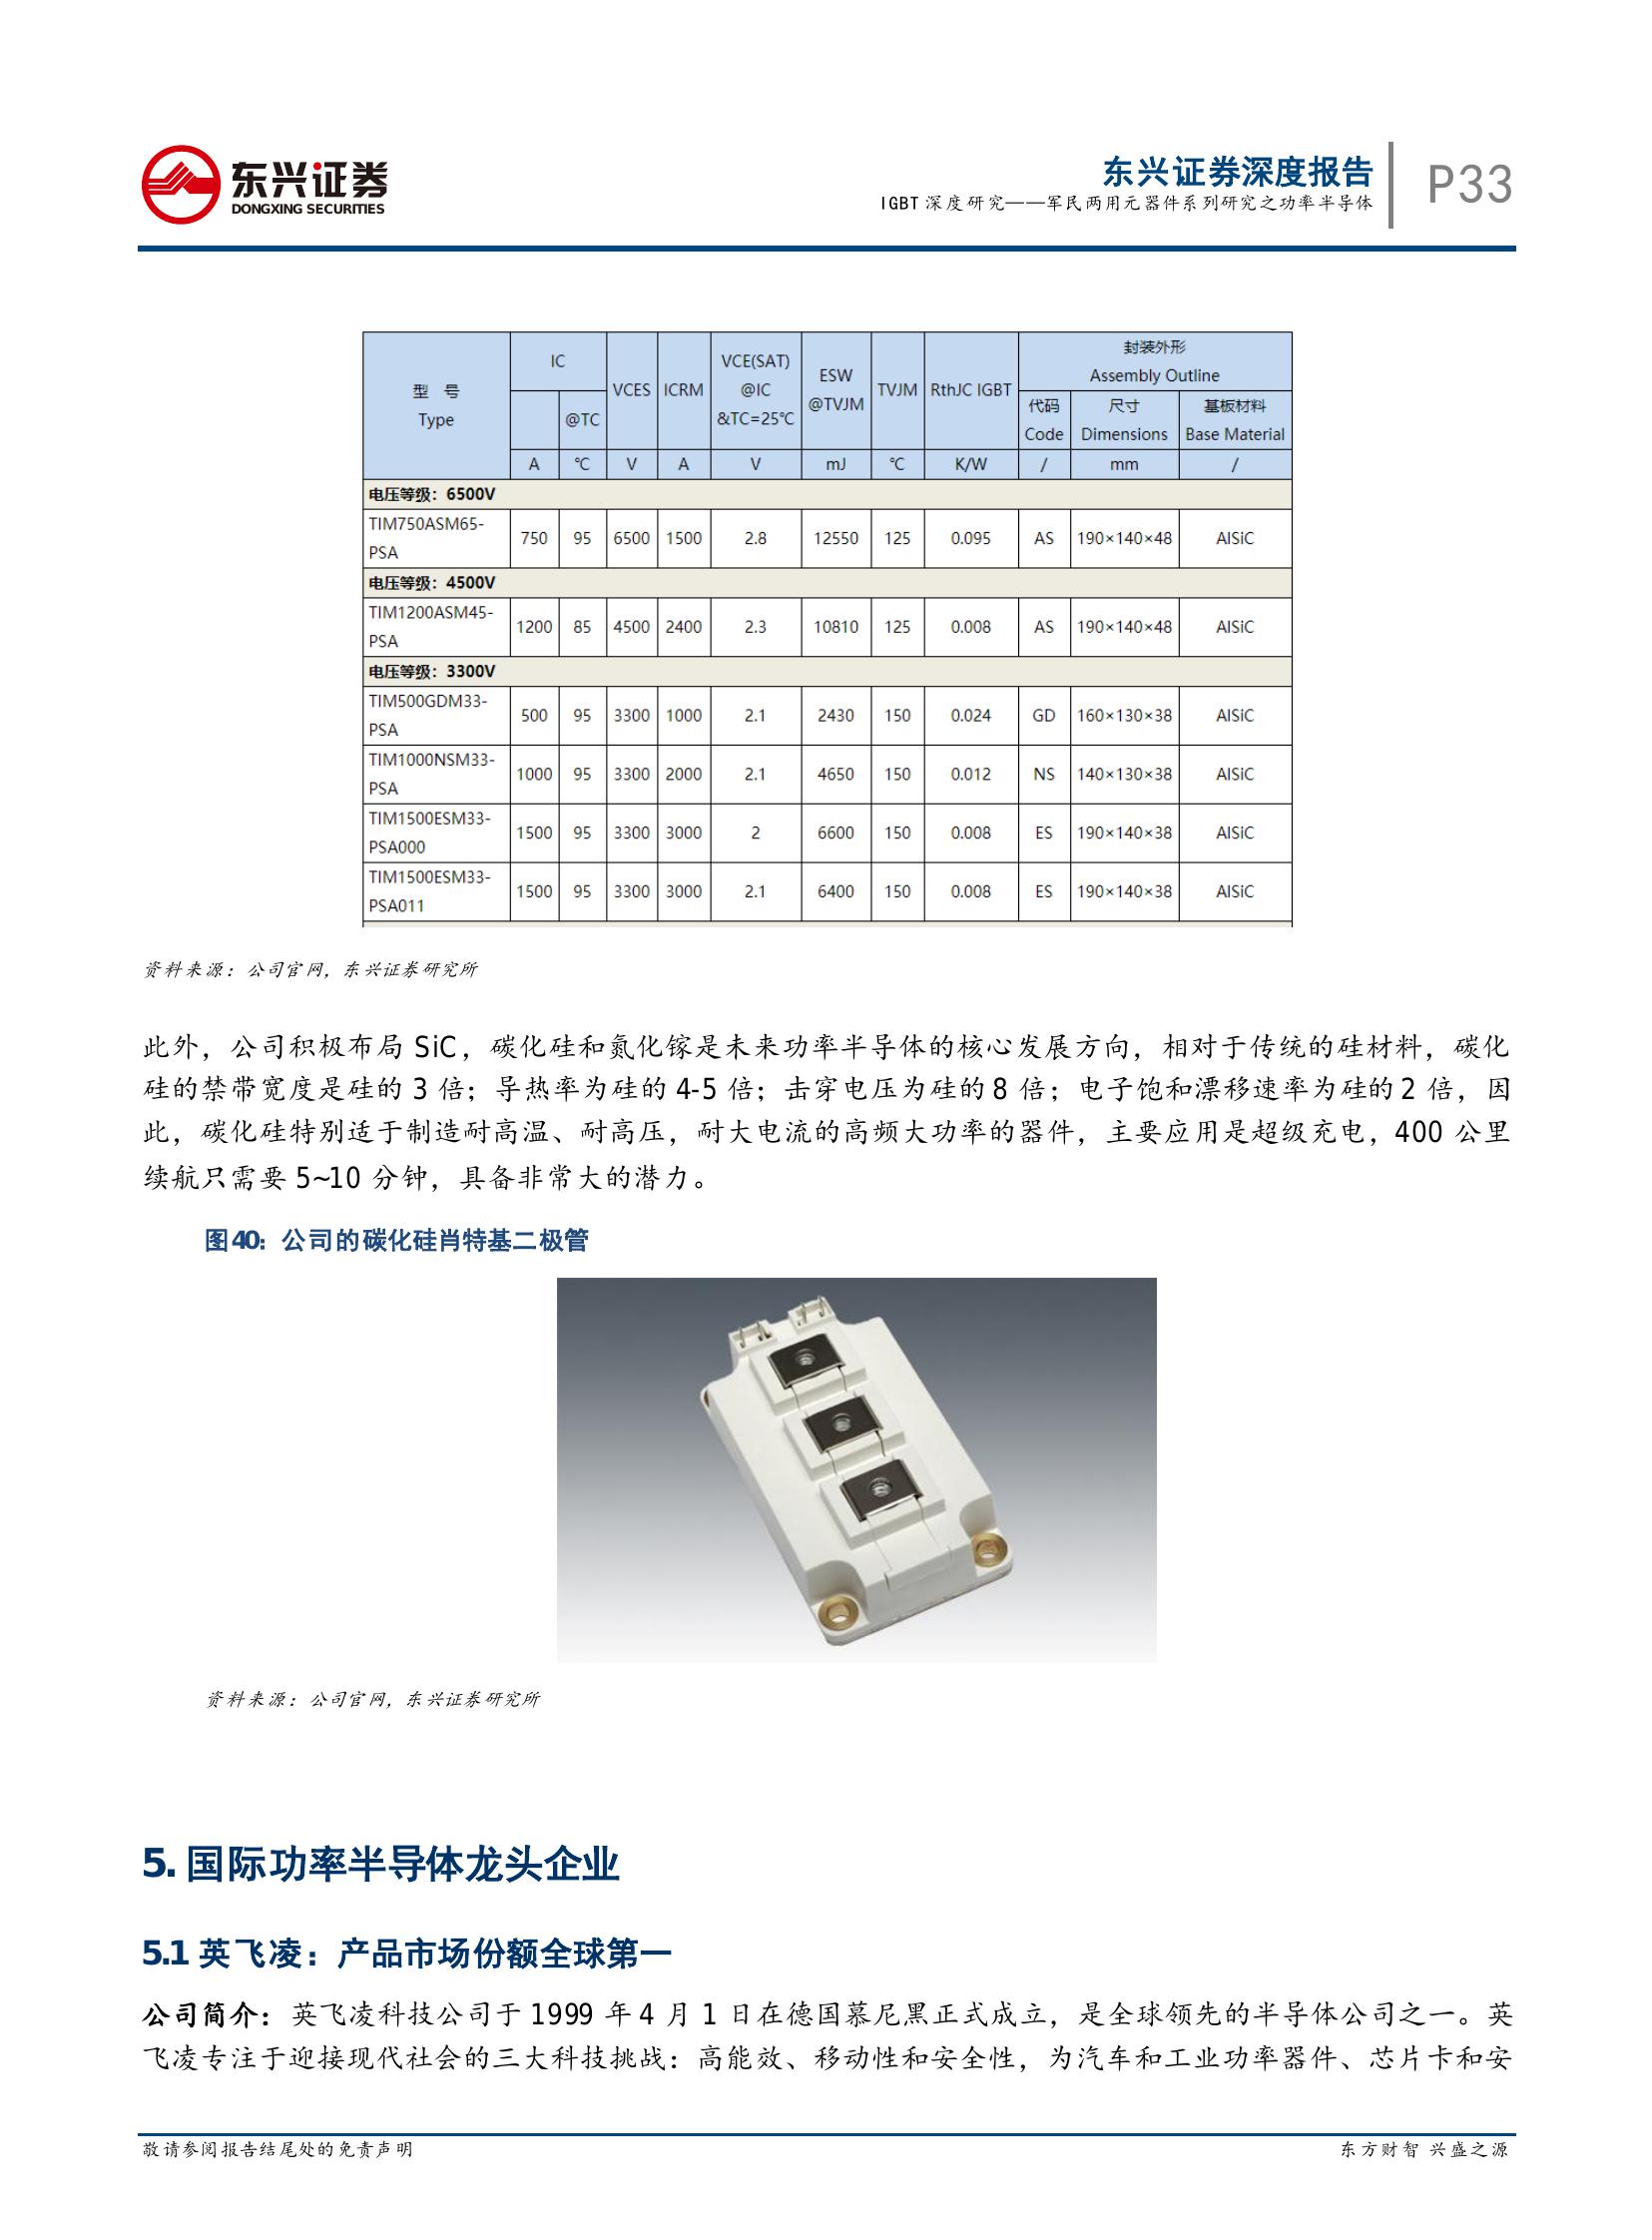 东兴证券
DONGXING SECURITIES
东兴证券深度报告
IGBT 深度研究——军民两用元器件系列研究之功率半导体
P33
型 号 Type IC VCES ICRM VCE(SAT) @IC &TC=25℃ ESW @TVJM TVJM RthJC IGBT 封装外形 Assembly Outline
@TC 代码 Code 尺寸 Dimensions 基板材料 Base Material
A ℃ V A V mJ ℃ K/W / mm /
电压等级：6500V
TIM750ASM65-PSA 750 95 6500 1500 2.8 12550 125 0.095 AS 190×140×48 AlSiC
电压等级：4500V
TIM1200ASM45-PSA 1200 85 4500 2400 2.3 10810 125 0.008 AS 190×140×48 AlSiC
电压等级：3300V
TIM500GDM33-PSA 500 95 3300 1000 2.1 2430 150 0.024 GD 160×130×38 AlSiC
TIM1000NSM33-PSA 1000 95 3300 2000 2.1 4650 150 0.012 NS 140×130×38 AlSiC
TIM1500ESM33-PSA000 1500 95 3300 3000 2 6600 150 0.008 ES 190×140×38 AlSiC
TIM1500ESM33-PSA011 1500 95 3300 3000 2.1 6400 150 0.008 ES 190×140×38 AlSiC
资料来源：公司官网，东兴证券研究所
此外，公司积极布局 SiC，碳化硅和氮化镓是未来功率半导体的核心发展方向，相对于传统的硅材料，碳化
硅的禁带宽度是硅的 3 倍；导热率为硅的 4-5 倍；击穿电压为硅的 8 倍；电子饱和漂移速率为硅的 2 倍，因
此，碳化硅特别适于制造耐高温、耐高压，耐大电流的高频大功率的器件，主要应用是超级充电，400 公里
续航只需要 5~10 分钟，具备非常大的潜力。
图40：公司的碳化硅肖特基二极管
资料来源：公司官网，东兴证券研究所
5. 国际功率半导体龙头企业
5.1 英飞凌：产品市场份额全球第一
公司简介：英飞凌科技公司于 1999 年 4 月 1 日在德国慕尼黑正式成立，是全球领先的半导体公司之一。英
飞凌专注于迎接现代社会的三大科技挑战：高能效、移动性和安全性，为汽车和工业功率器件、芯片卡和安
敬请参阅报告结尾处的免责声明
东方财智 兴盛之源